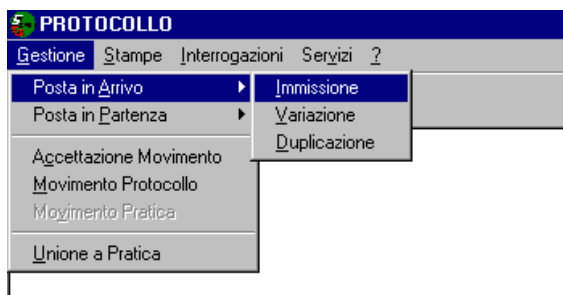 PROTOCOLLO
Gestione Stampe Interrogazioni Servizi ?
Posta in Arrivo Immissione
Posta in Partenza Variazione
Duplicazione
Accettazione Movimento
Movimento Protocollo
Movimento Pratica
Unione a Pratica